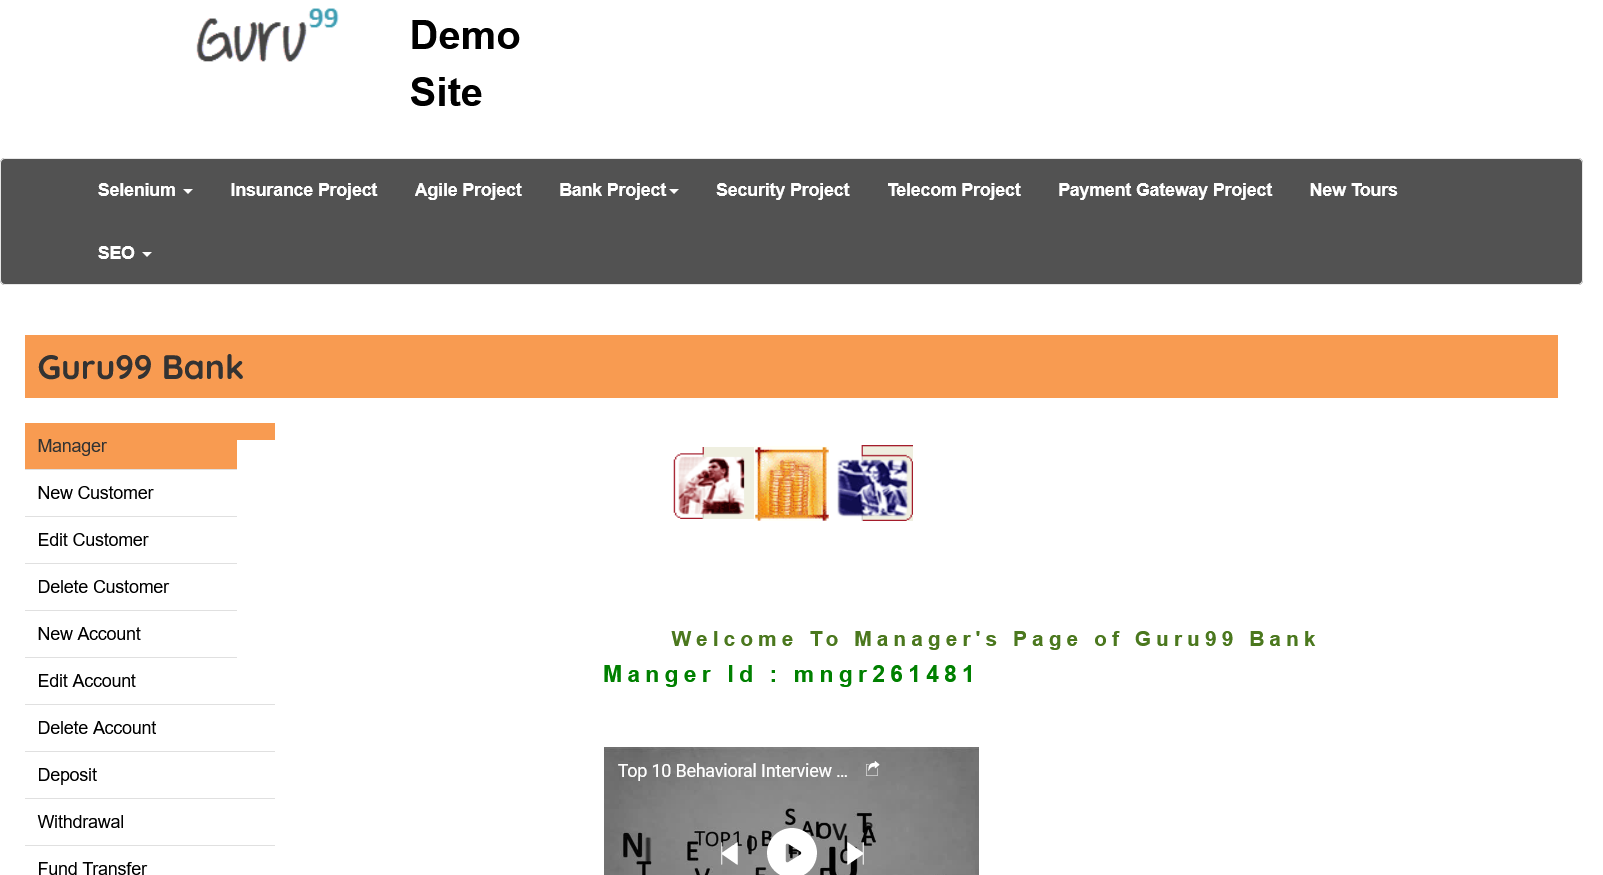 Guru99
Demo
Site
Selenium
Insurance Project
Agile Project
Bank Project
Security Project
Telecom Project
Payment Gateway Project
New Tours
SEO
Guru99 Bank
Manager
New Customer
Edit Customer
Delete Customer
New Account
Edit Account
Delete Account
Deposit
Withdrawal
Fund Transfer
Welcome To Manager's Page of Guru99 Bank
Manger Id : mngr261481
Top 10 Behavioral Interview ...